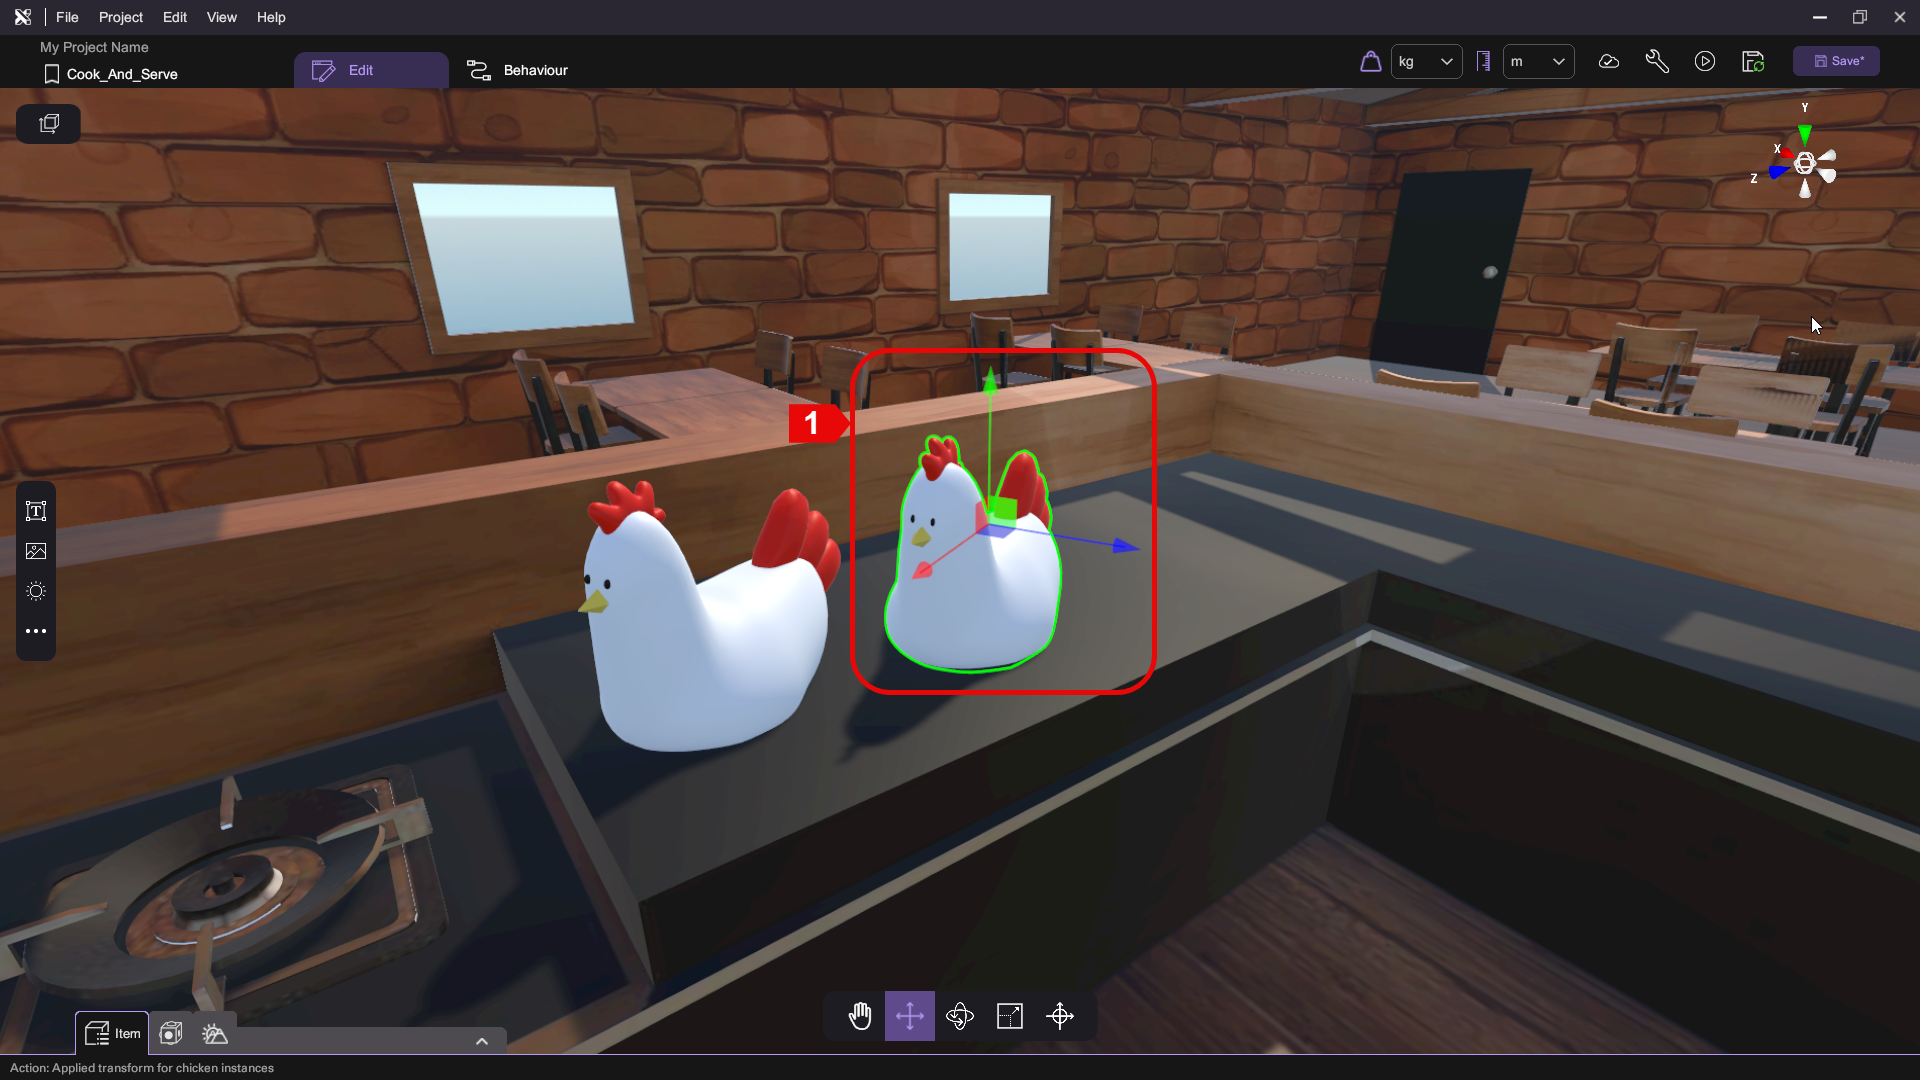 File Project Edit View Help
My Project Name
Cook_And_Serve
Edit
Behaviour
kg
m
Save*
Y
X
Z
1
T
Item
Action: Applied transform for chicken instances